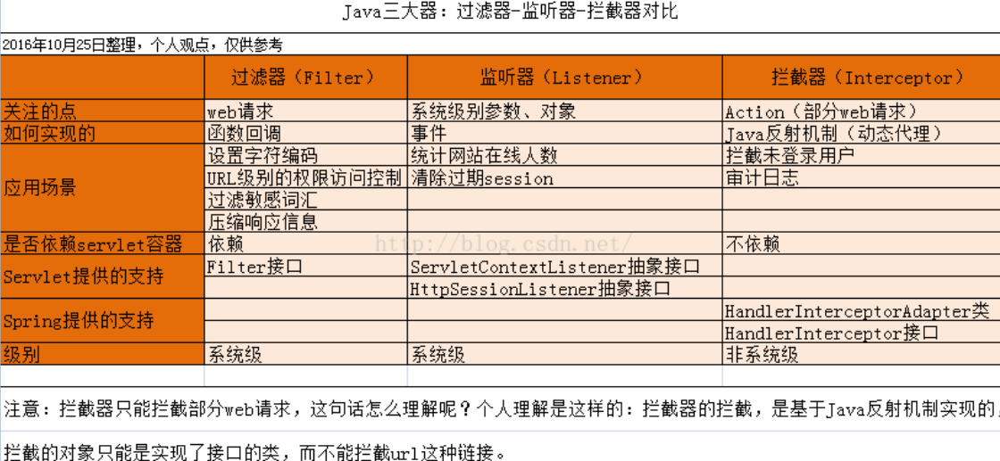 Java三大器：过滤器-监听器-拦截器对比
2016年10月25日整理，个人观点，仅供参考
过滤器（Filter） 监听器（Listener） 拦截器（Interceptor）
关注的点 web请求 系统级别参数、对象 Action（部分web请求）
如何实现的 函数回调 事件 Java反射机制（动态代理）
应用场景 设置字符编码 统计网站在线人数 拦截未登录用户
URL级别的权限访问控制 清除过期session 审计日志
过滤敏感词汇
压缩响应信息
是否依赖servlet容器 依赖 不依赖
http://blog.csdn.net/
Servlet提供的支持 Filter接口 ServletContextListener抽象接口
HttpSessionListener抽象接口
Spring提供的支持 HandlerInterceptorAdapter类
HandlerInterceptor接口
级别 系统级 系统级 非系统级
注意：拦截器只能拦截部分web请求，这句话怎么理解呢？个人理解是这样的：拦截器的拦截，是基于Java反射机制实现的，
拦截的对象只能是实现了接口的类，而不能拦截url这种链接。